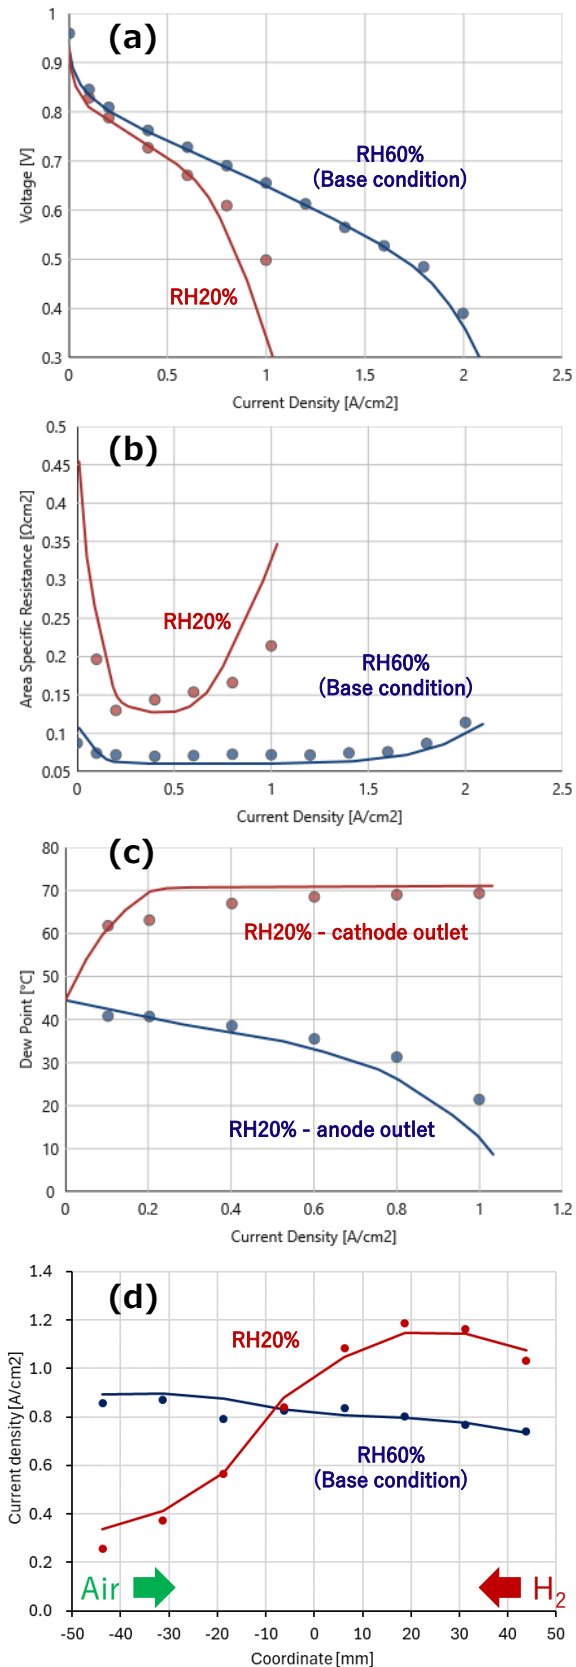 (a)
1
0.9
0.8
0.7
0.6
0.5
0.4
0.3
Voltage [V]
RH60%
(Base condition)
RH20%
0
0.5
1
1.5
2
2.5
Current Density [A/cm2]
(b)
0.5
0.45
0.4
0.35
0.3
0.25
0.2
0.15
0.1
0.05
Area Specific Resistance [Ωcm2]
RH20%
RH60%
(Base condition)
0
0.5
1
1.5
2
2.5
Current Density [A/cm2]
(c)
80
70
60
50
40
30
20
10
0
Dew Point [°C]
RH20% - cathode outlet
RH20% - anode outlet
0
0.2
0.4
0.6
0.8
1
1.2
Current Density [A/cm2]
(d)
1.4
1.2
1.0
0.8
0.6
0.4
0.2
0.0
Current density [A/cm2]
RH20%
RH60%
(Base condition)
Air
H2
-50
-40
-30
-20
-10
0
10
20
30
40
50
Coordinate [mm]